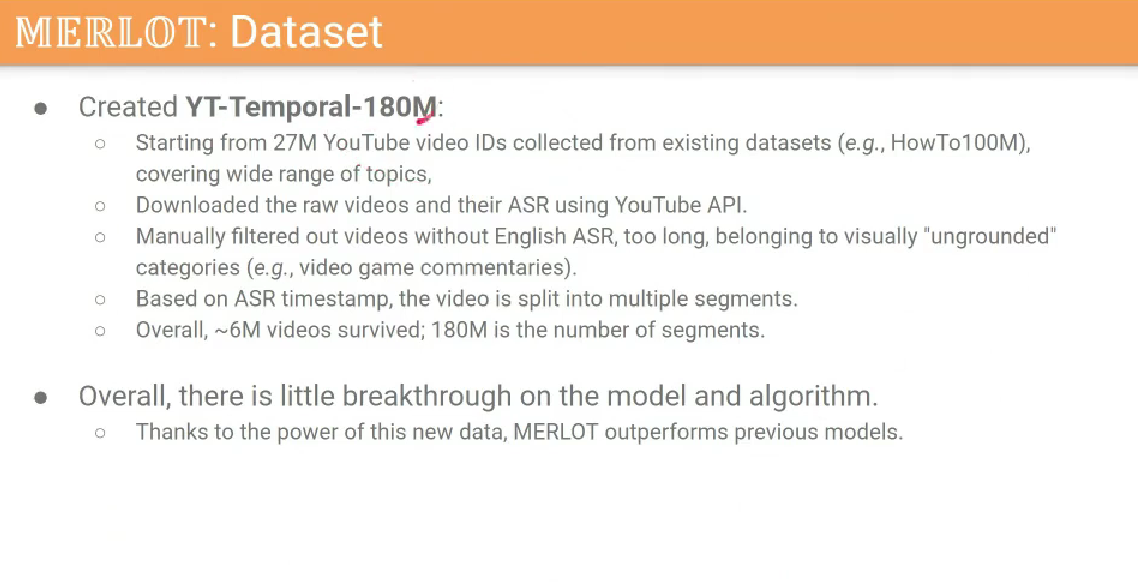 MERLOT: Dataset
● Created YT-Temporal-180M:
○ Starting from 27M YouTube video IDs collected from existing datasets (e.g., HowTo100M),
covering wide range of topics,
○ Downloaded the raw videos and their ASR using YouTube API.
○ Manually filtered out videos without English ASR, too long, belonging to visually "ungrounded"
categories (e.g., video game commentaries).
○ Based on ASR timestamp, the video is split into multiple segments.
○ Overall, ~6M videos survived; 180M is the number of segments.
● Overall, there is little breakthrough on the model and algorithm.
○ Thanks to the power of this new data, MERLOT outperforms previous models.